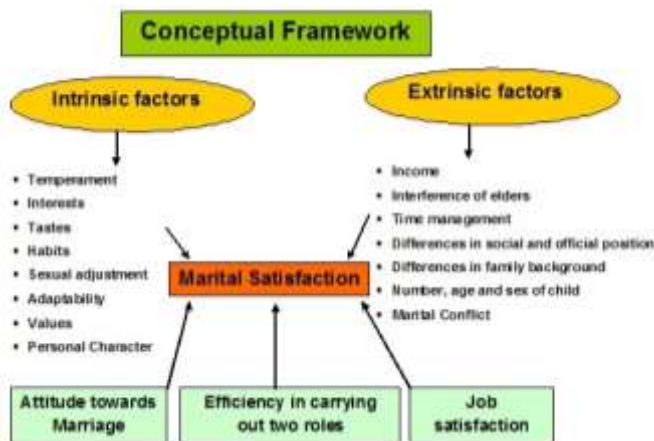 Conceptual Framework
Intrinsic factors
• Temperament
• Interests
• Tastes
• Habits
• Sexual adjustment
• Adaptability
• Values
• Personal Character
Extrinsic factors
• Income
• Interference of elders
• Time management
• Differences in social and official position
• Differences in family background
• Number, age and sex of child
• Marital Conflict
Marital Satisfaction
Attitude towards
Marriage
Efficiency in carrying
out two roles
Job
satisfaction